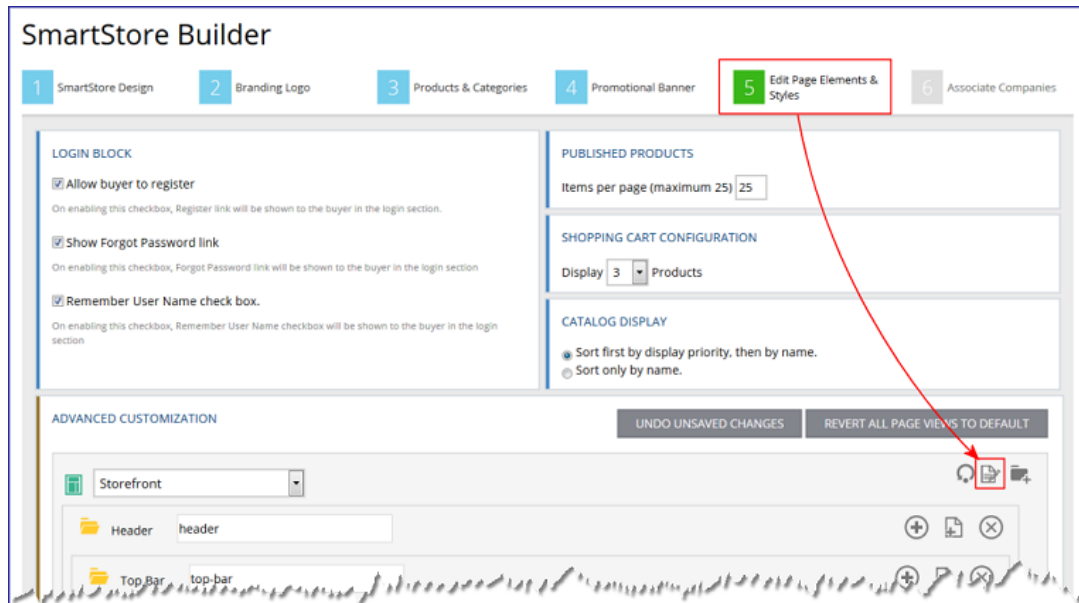 SmartStore Builder
1 SmartStore Design
2 Branding Logo
3 Products & Categories
4 Promotional Banner
5 Edit Page Elements &
Styles
6 Associate Companies
LOGIN BLOCK
Allow buyer to register
On enabling this checkbox, Register link will be shown to the buyer in the login section.
Show Forgot Password link
On enabling this checkbox, Forgot Password link will be shown to the buyer in the login section
Remember User Name check box.
On enabling this checkbox, Remember User Name checkbox will be shown to the buyer in the login
section
PUBLISHED PRODUCTS
Items per page (maximum 25) 25
SHOPPING CART CONFIGURATION
Display 3 Products
CATALOG DISPLAY
Sort first by display priority, then by name.
Sort only by name.
ADVANCED CUSTOMIZATION
UNDO UNSAVED CHANGES
REVERT ALL PAGE VIEWS TO DEFAULT
Storefront
Header header
Top Bar top-bar